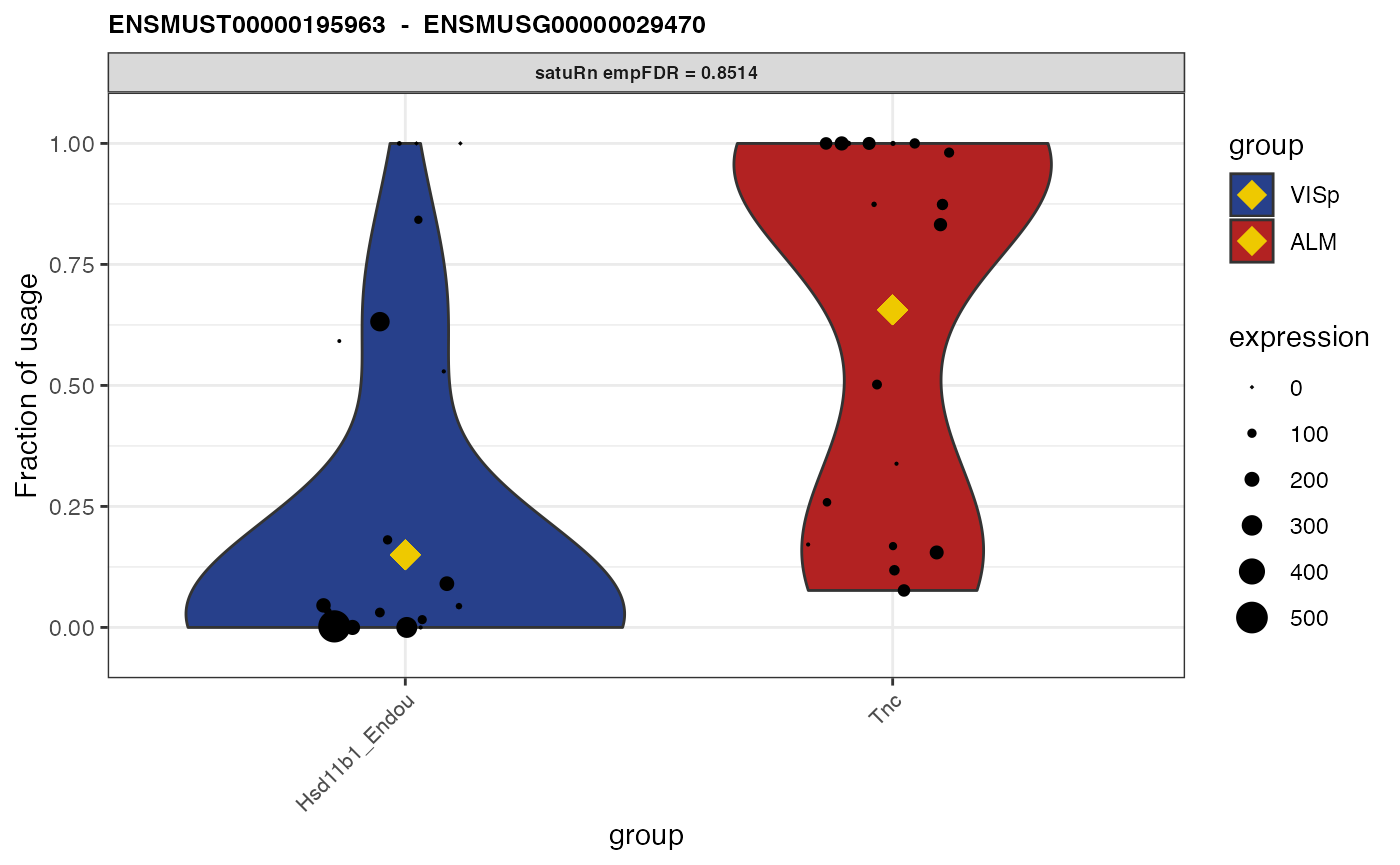 ENSMUST00000195963 - ENSMUSG00000029470
satuRn empFDR = 0.8514
Fraction of usage
1.00
0.75
0.50
0.25
0.00
Hsd11b1_Endou
Tnc
group
group
VISp
ALM
expression
0
100
200
300
400
500